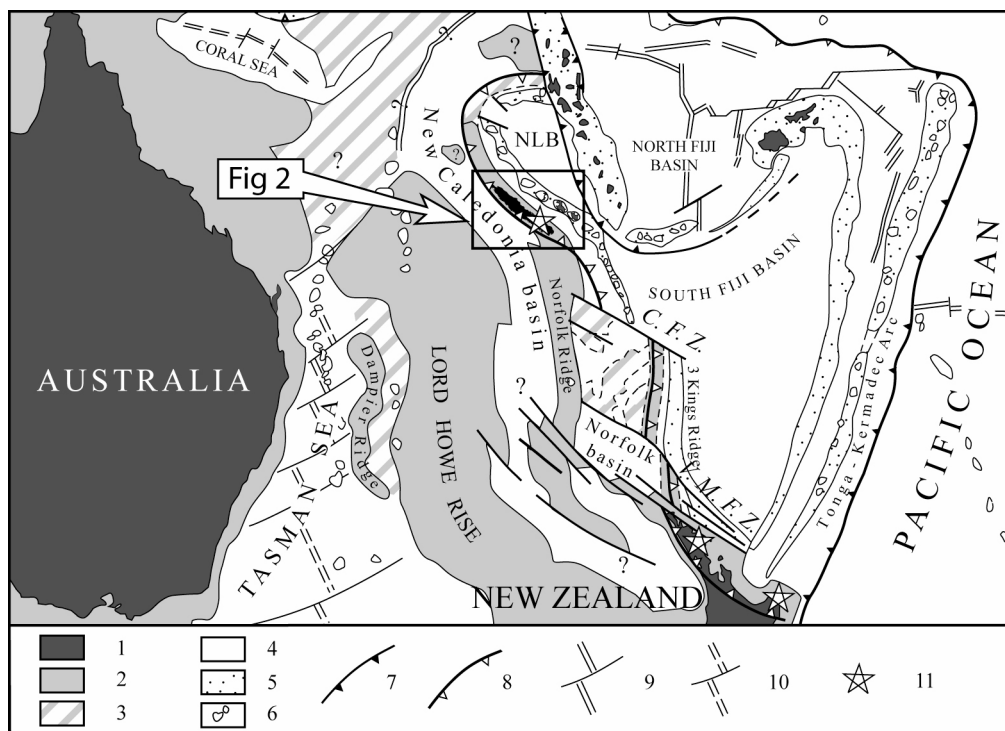 CORAL SEA
?
?
?
?
New Caledonia basin
NLB
NORTH FIJI
BASIN
Fig 2
SOUTH FIJI BASIN
Norfolk Ridge
C. F. Z.
3 Kings Ridge
AUSTRALIA
TASMAN SEA
Dampier Ridge
LORD HOWE RISE
?
Norfolk
basin
M. F. Z.
Tonga - Kermadec Arc
PACIFIC OCEAN
?
NEW ZEALAND
1
2
3
4
5
6
7
8
9
10
11